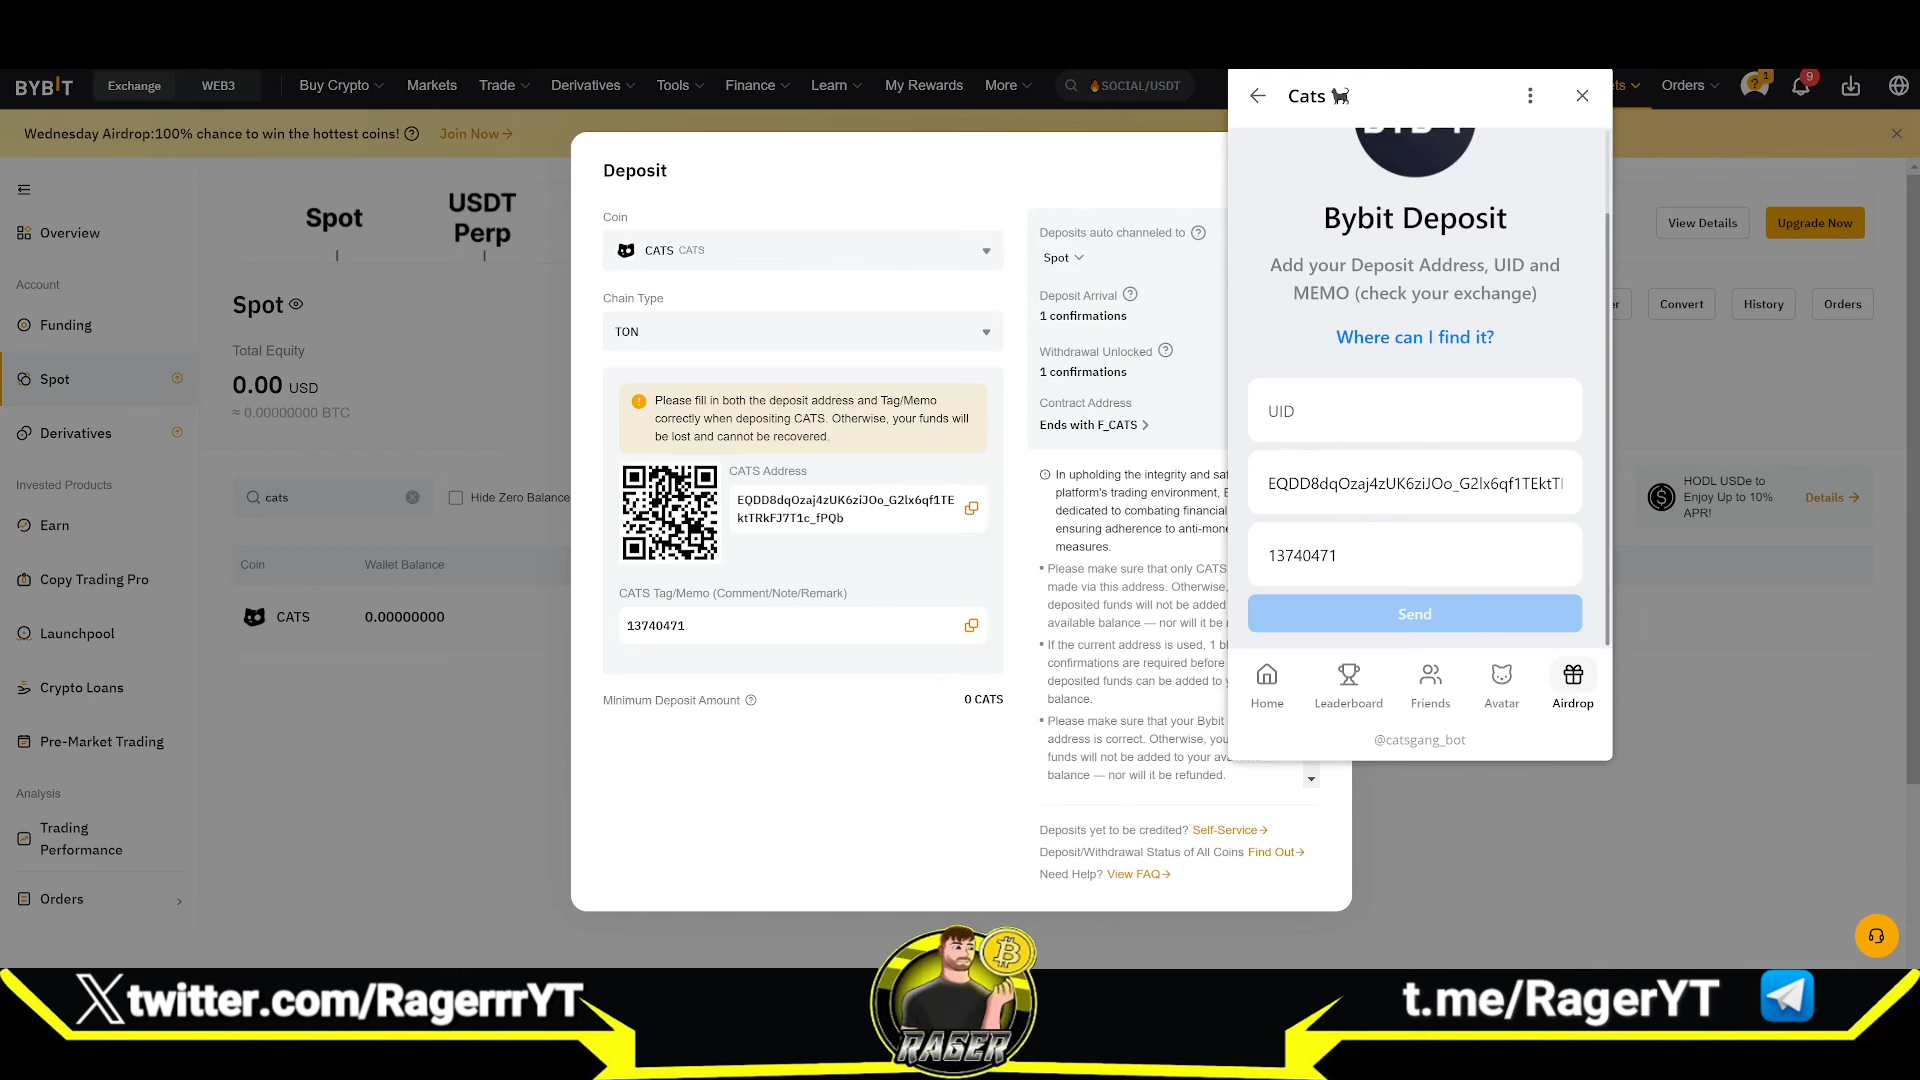 BYBIT
Exchange
WEB3
Buy Crypto
Markets
Trade
Derivatives
Tools
Finance
Learn
My Rewards
More
SOCIAL/USDT
Orders
1
9
Wednesday Airdrop:100% chance to win the hottest coins!
Join Now
Overview
Account
Funding
Spot
Derivatives
Invested Products
Earn
Copy Trading Pro
Launchpool
Crypto Loans
Pre-Market Trading
Analysis
Trading
Performance
Orders
Spot
USDT
Perp
Spot
Total Equity
0.00 USD
≈ 0.00000000 BTC
cats
Hide Zero Balance
Coin
Wallet Balance
CATS
0.00000000
Deposit
Coin
CATS CATS
Chain Type
TON
Please fill in both the deposit address and Tag/Memo
correctly when depositing CATS. Otherwise, your funds will
be lost and cannot be recovered.
CATS Address
EQDD8dqOzaj4zUK6ziJOo_G2lx6qf1TE
ktTRkFJ7T1c_fPQb
CATS Tag/Memo (Comment/Note/Remark)
13740471
Minimum Deposit Amount
0 CATS
Deposits auto channeled to
Spot
Deposit Arrival
1 confirmations
Withdrawal Unlocked
1 confirmations
Contract Address
Ends with F_CATS
In upholding the integrity and
platform's trading environment,
dedicated to combating financial
ensuring adherence to
measures.
• Please make sure that only CATS
made via this address. Otherwise,
deposited funds will not be added
available balance — nor will it be
• If the current address is used, 1
confirmations are required before
deposited funds can be added to
balance.
• Please make sure that your Bybit
address is correct. Otherwise,
funds will not be added to your
balance — nor will it be refunded.
Deposits yet to be credited? Self-Service
Deposit/Withdrawal Status of All Coins Find Out
Need Help? View FAQ
Cats
Bybit Deposit
Add your Deposit Address, UID and
MEMO (check your exchange)
Where can I find it?
UID
EQDD8dqOzaj4zUK6ziJOo_G2lx6qf1TEktT
13740471
Send
Home
Leaderboard
Friends
Avatar
Airdrop
@catsgang_bot
View Details
Upgrade Now
Convert
History
Orders
HODL USDe to
Enjoy Up to 10%
APR!
Details
twitter.com/RagerrrYT
RAGER
t.me/RagerYT